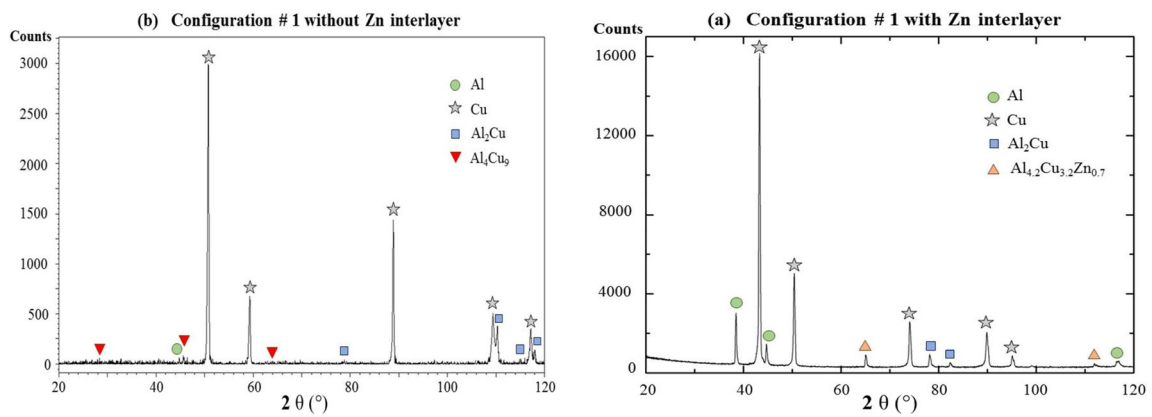 (b) Configuration # 1 without Zn interlayer
Counts
3000
2500
2000
1500
1000
500
0
20
40
60
80
100
120
2 θ (°)
Al
Cu
Al₂Cu
Al₄Cu₉
(a) Configuration # 1 with Zn interlayer
Counts
16000
12000
8000
4000
0
20
40
60
80
100
120
2 θ (°)
Al
Cu
Al₂Cu
Al₄.₂Cu₃.₂Zn₀.₇